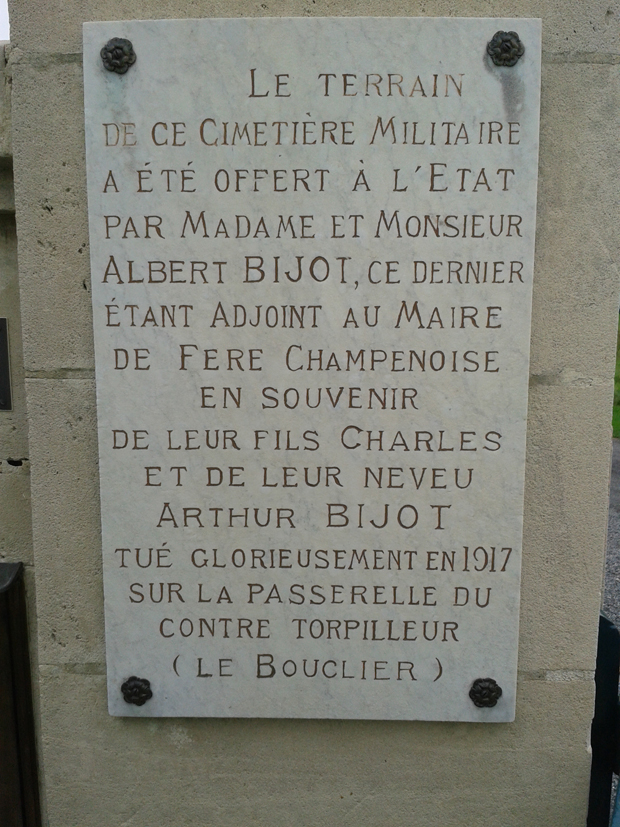 Le terrain
de ce Cimetière Militaire
a été offert à l'Etat
par Madame et Monsieur
Albert BIJOT, ce dernier
étant Adjoint au Maire
de Fere Champenoise
en souvenir
de leur fils Charles
et de leur neveu
Arthur BIJOT
tué glorieusement en 1917
sur la passerelle du
contre torpilleur
(Le Bouclier)